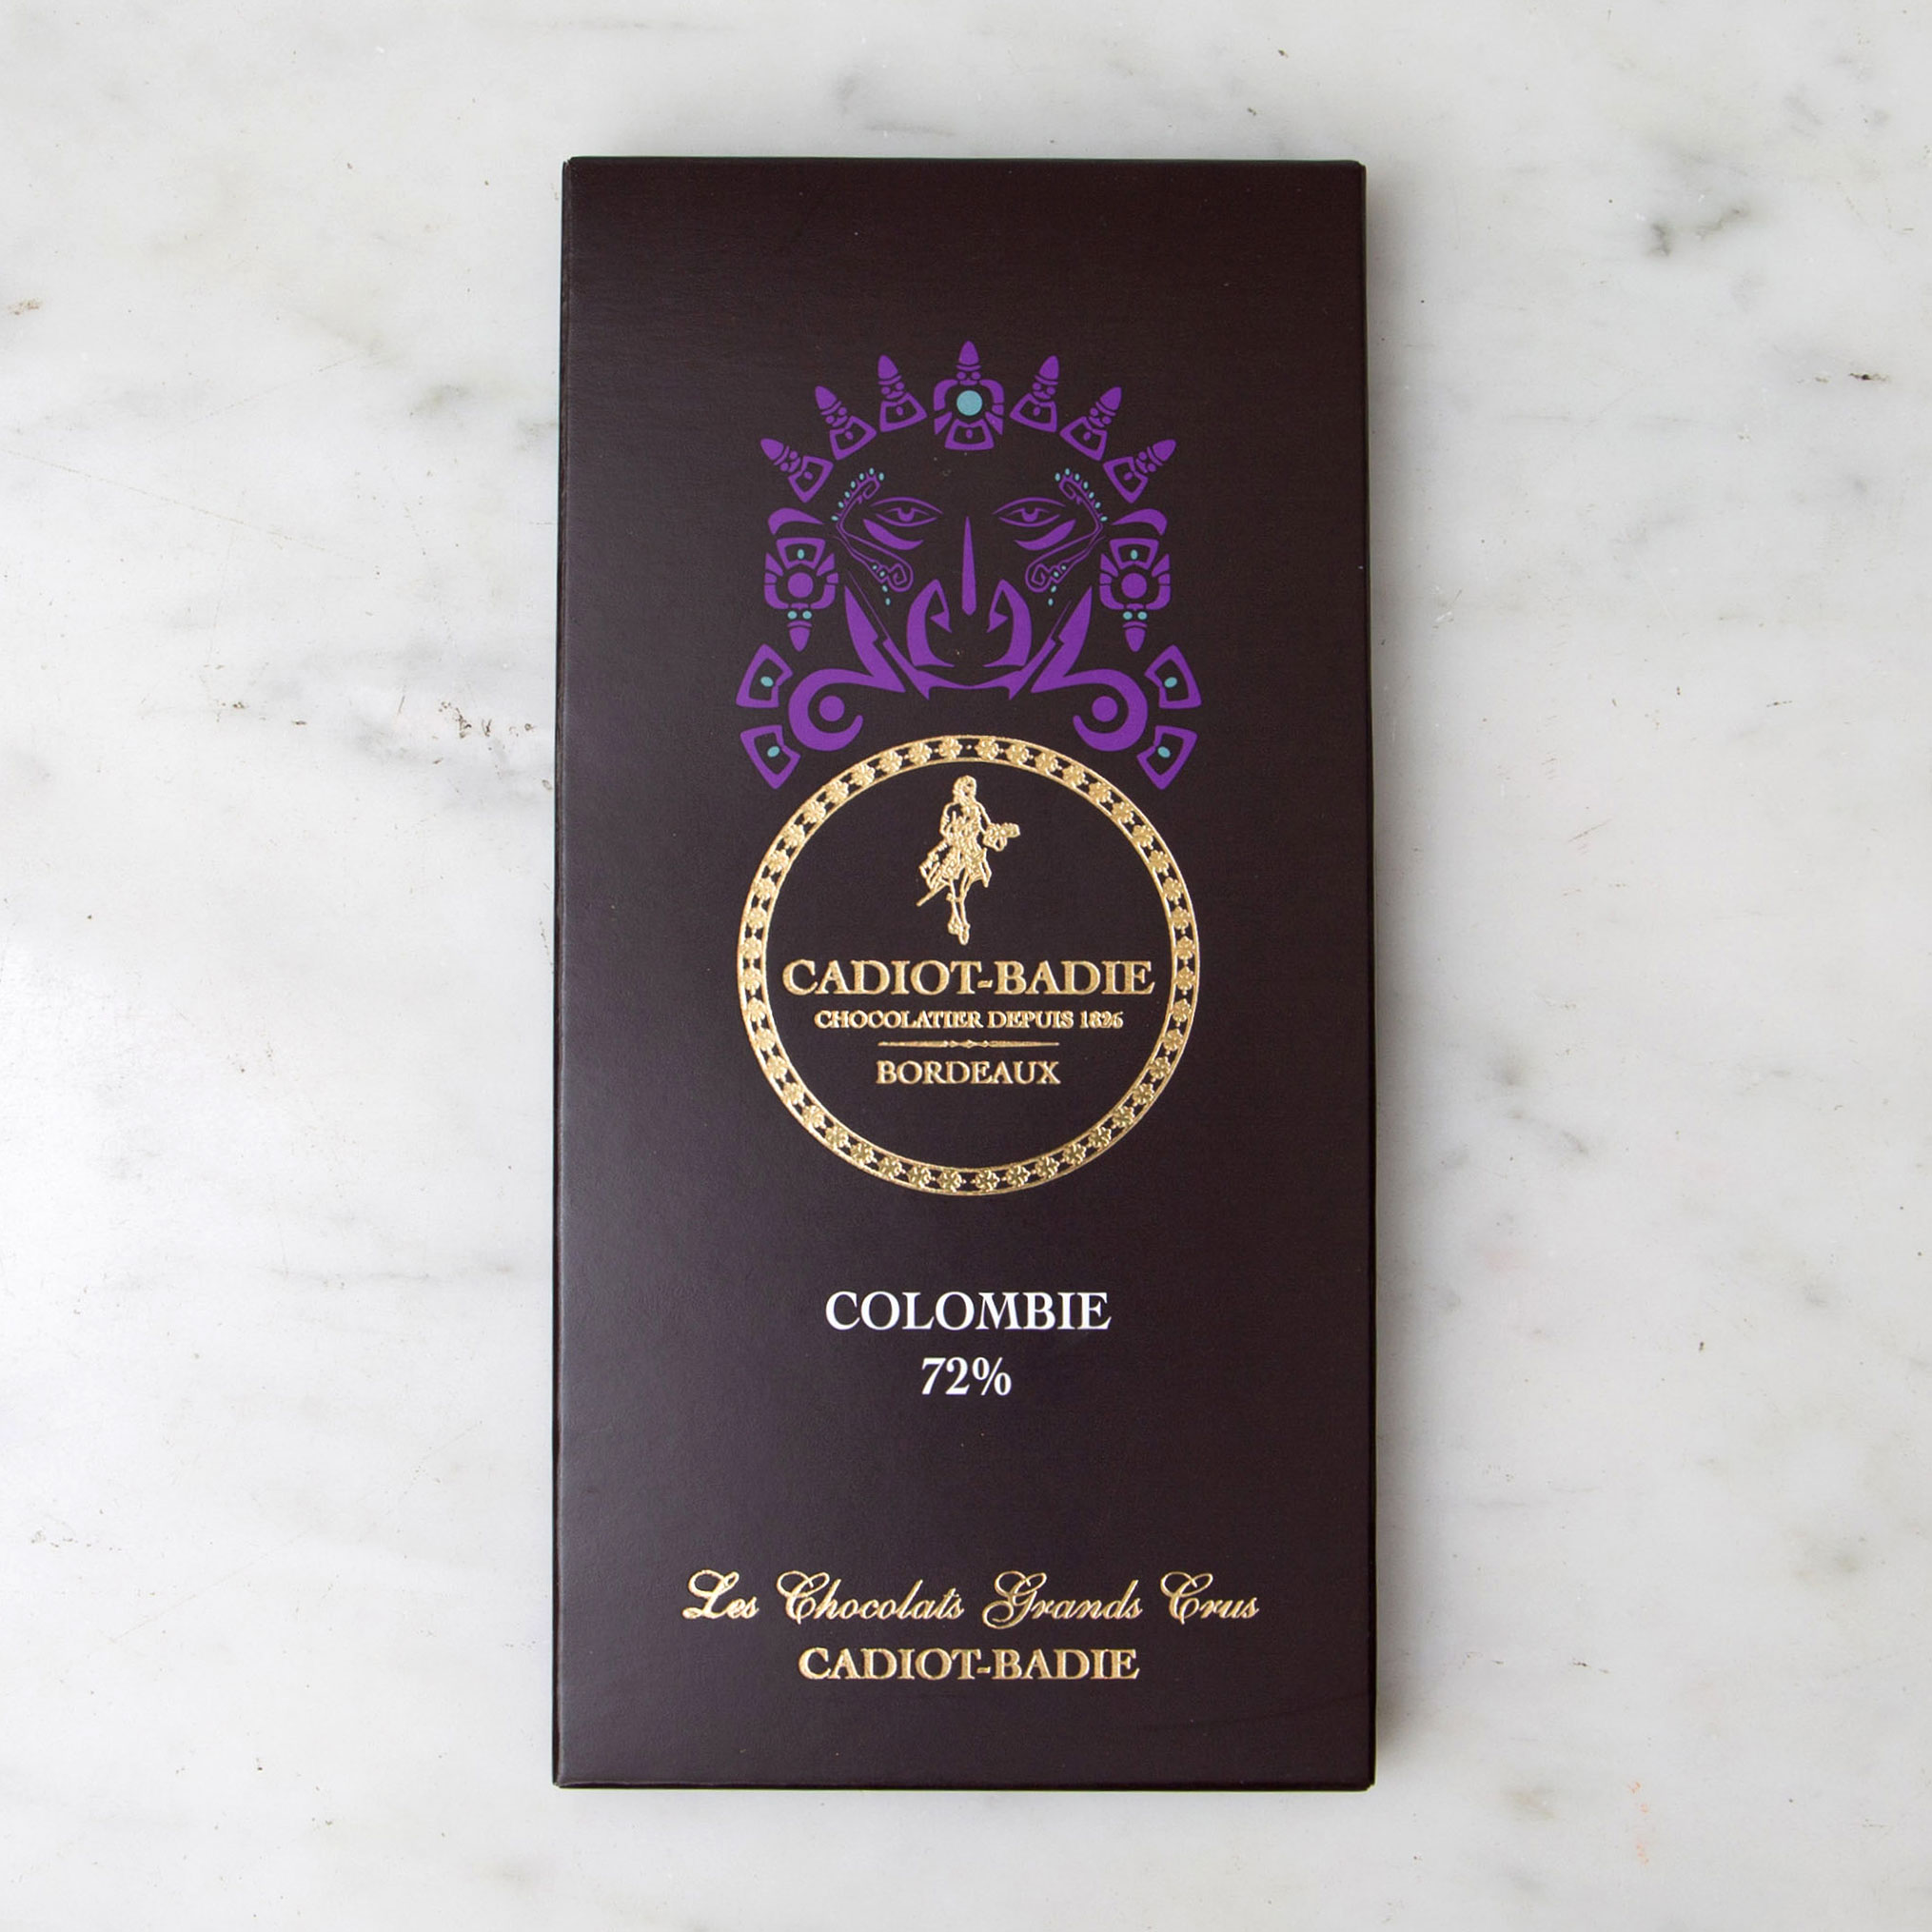 CADIOT-BADIE
CHOCOLATIER DEPUIS 1826
BORDEAUX
COLOMBIE
72%
Les Chocolats Grands Crus
CADIOT-BADIE